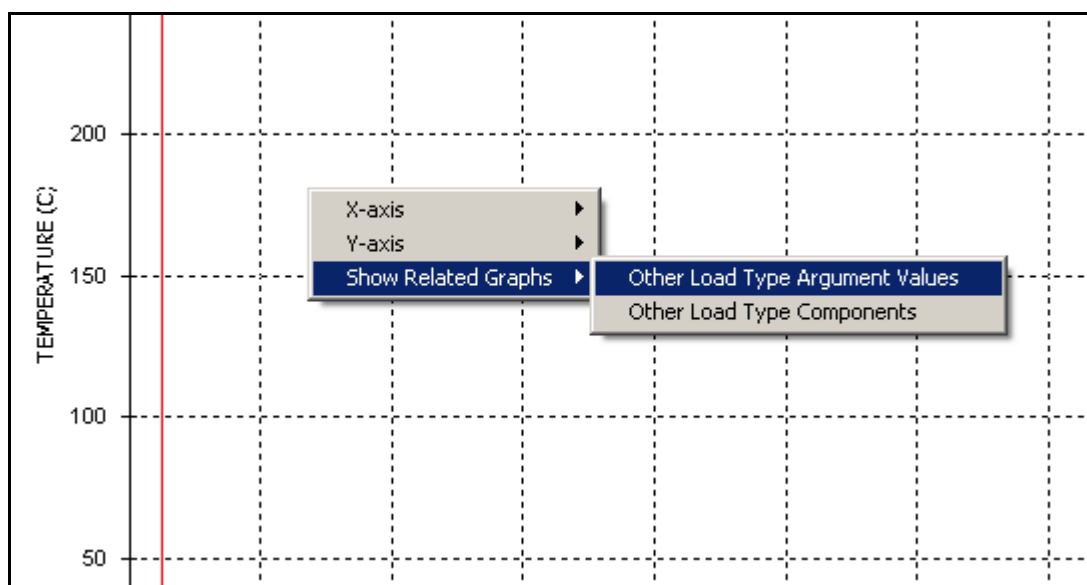 200
X-axis
Y-axis
Show Related Graphs
Other Load Type Argument Values
Other Load Type Components
TEMPERATURE (C)
150
100
50